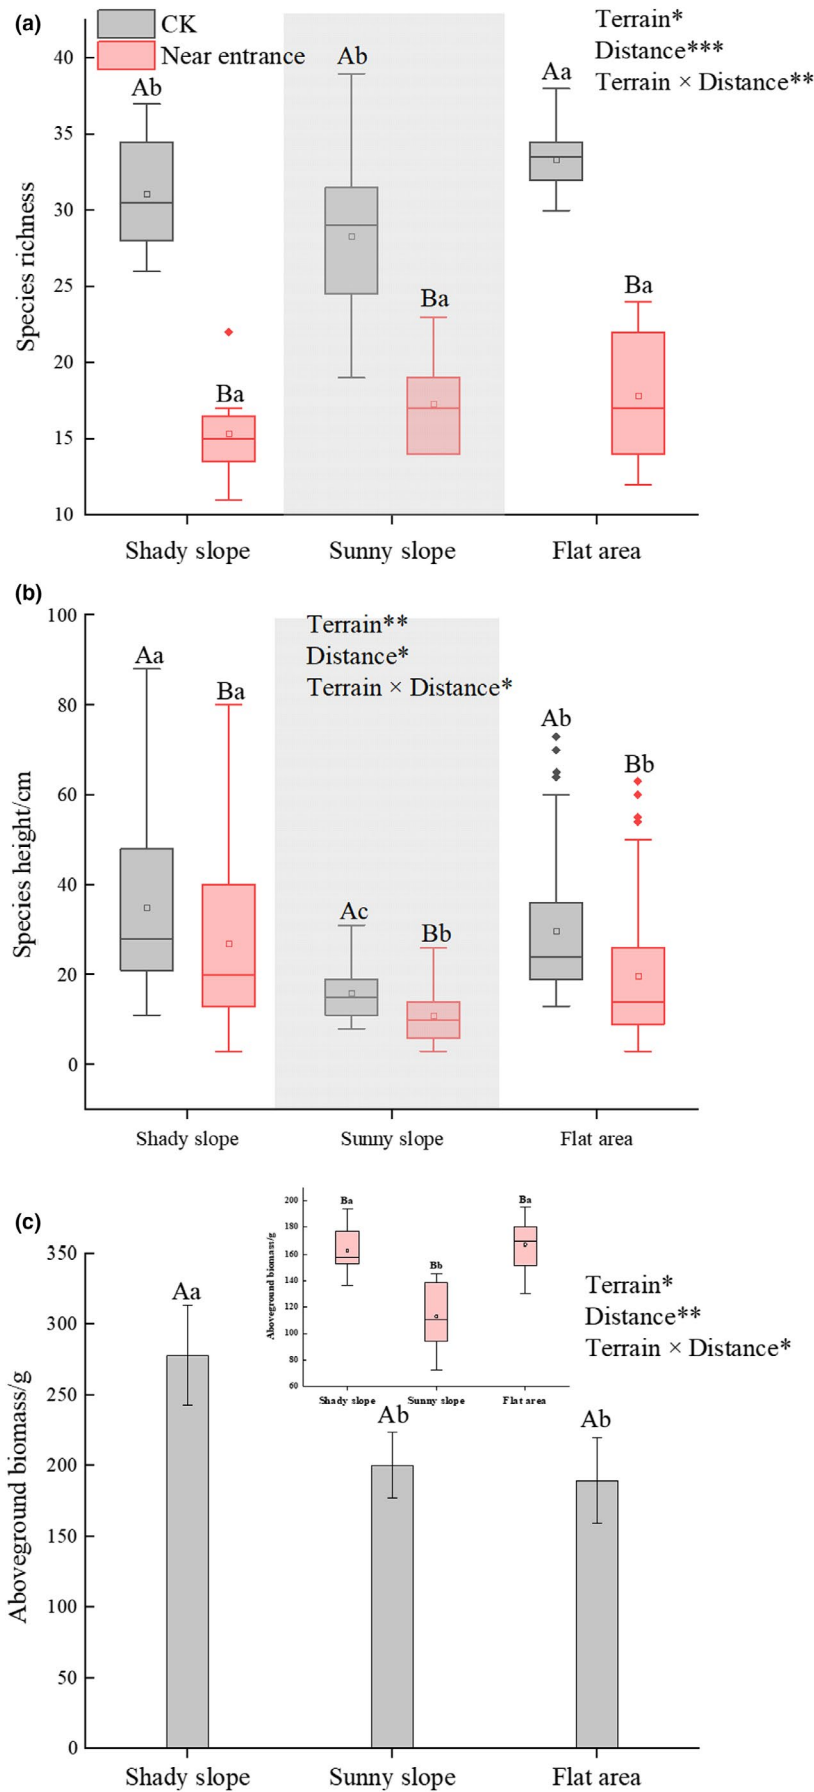 (a)
CK
Near entrance
Terrain*
Distance***
Terrain × Distance**
Species richness
40
35
30
25
20
15
10
Ab
Ba
Ab
Ba
Aa
Ba
Shady slope
Sunny slope
Flat area
(b)
Terrain**
Distance*
Terrain × Distance*
Species height/cm
100
80
60
40
20
0
Aa
Ba
Ac
Bb
Ab
Bb
Shady slope
Sunny slope
Flat area
(c)
Aboveground biomass/g
200
180
160
140
120
100
80
60
Ba
Bb
Ba
Shady slope
Sunny slope
Flat area
Terrain*
Distance**
Terrain × Distance*
Aboveground biomass/g
350
300
250
200
150
100
50
0
Aa
Ab
Ab
Shady slope
Sunny slope
Flat area